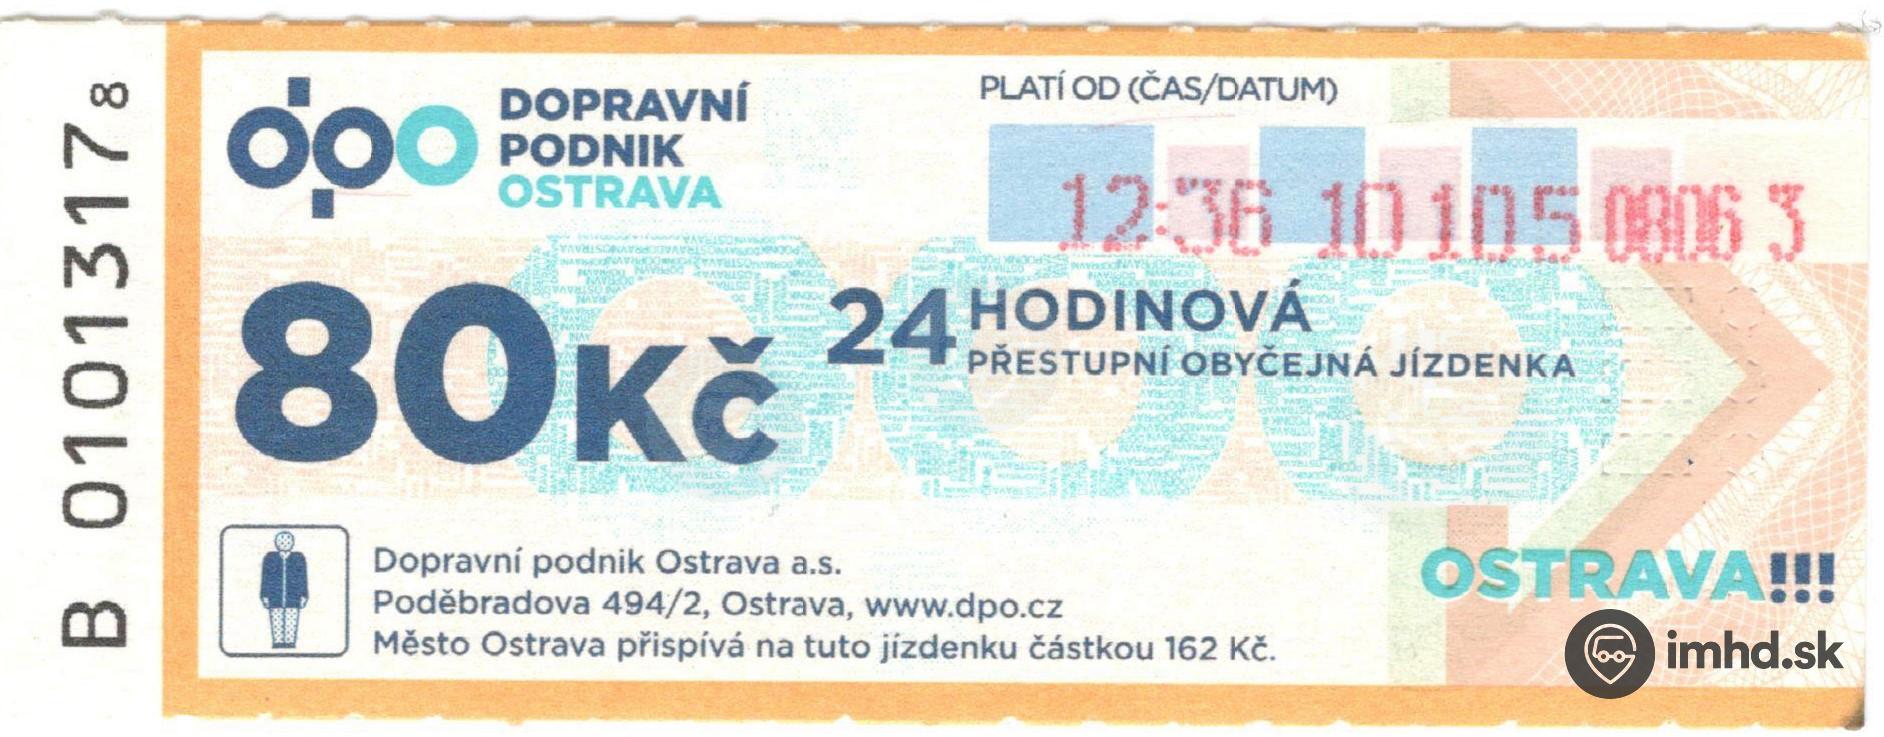 B 0101317 8
dpo
DOPRAVNÍ
PODNIK
OSTRAVA
PLATÍ OD (ČAS/DATUM)
12:36 10 105 0806 3
80 KČ
24 HODINOVÁ
PŘESTUPNÍ OBYČEJNÁ JÍZDENKA
Dopravní podnik Ostrava a.s.
Poděbradova 494/2, Ostrava, www.dpo.cz
Město Ostrava přispívá na tuto jízdenku částkou 162 Kč.
OSTRAVA!!!
imhd.sk